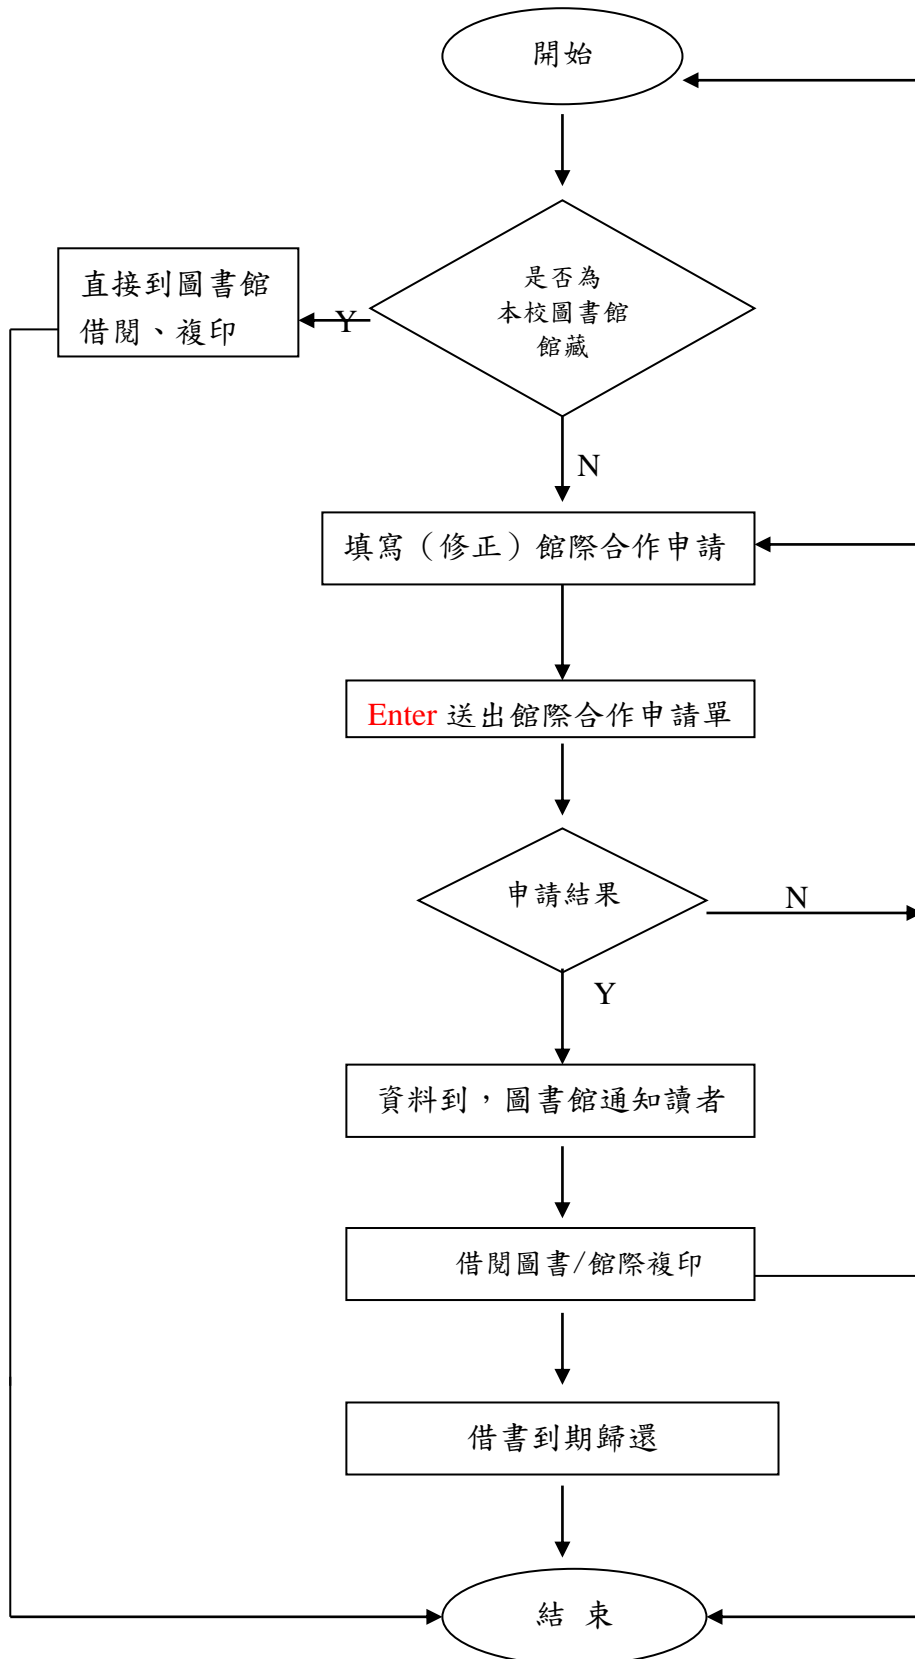 開始
是否為
本校圖書館
館藏
直接到圖書館
借閱、複印
Y
N
填寫（修正）館際合作申請
Enter 送出館際合作申請單
申請結果
N
Y
資料到，圖書館通知讀者
借閱圖書/館際複印
借書到期歸還
結 束